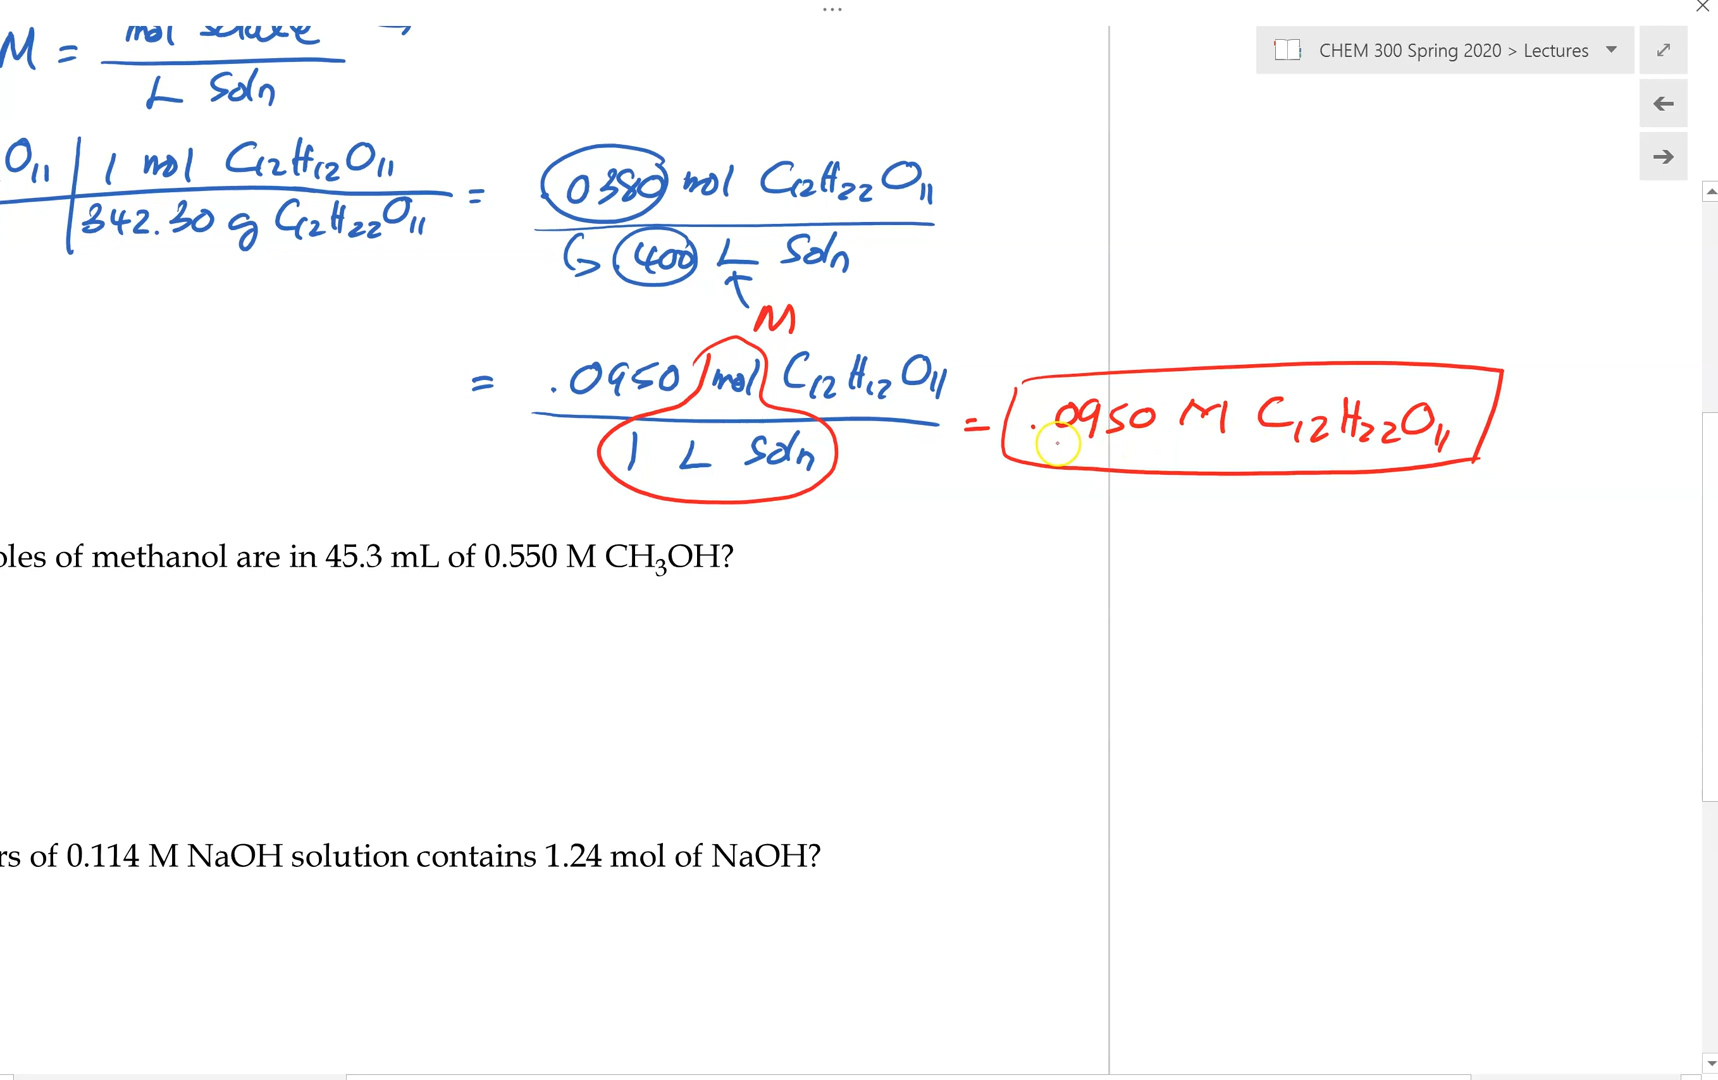 CHEM 300 Spring 2020 > Lectures
M = mol solute
L Soln
O11 | 1 mol C12H12O11 = 0380 mol C12H22O11
342.30 g C12H22O11
400 L Soln
M
= .0950 mol C12H12O11
1 L Soln
= .0950 M C12H22O11
oles of methanol are in 45.3 mL of 0.550 M CH₃OH?
rs of 0.114 M NaOH solution contains 1.24 mol of NaOH?